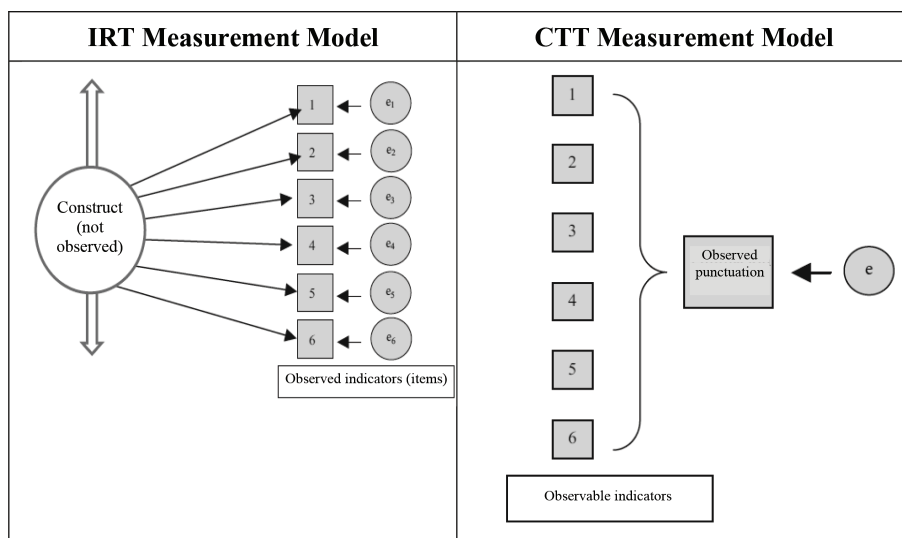 IRT Measurement Model
CTT Measurement Model
Construct
(not
observed)
1
e1
2
e2
3
e3
4
e4
5
e5
6
e6
Observed indicators (items)
1
2
3
4
5
6
Observed
punctuation
e
Observable indicators